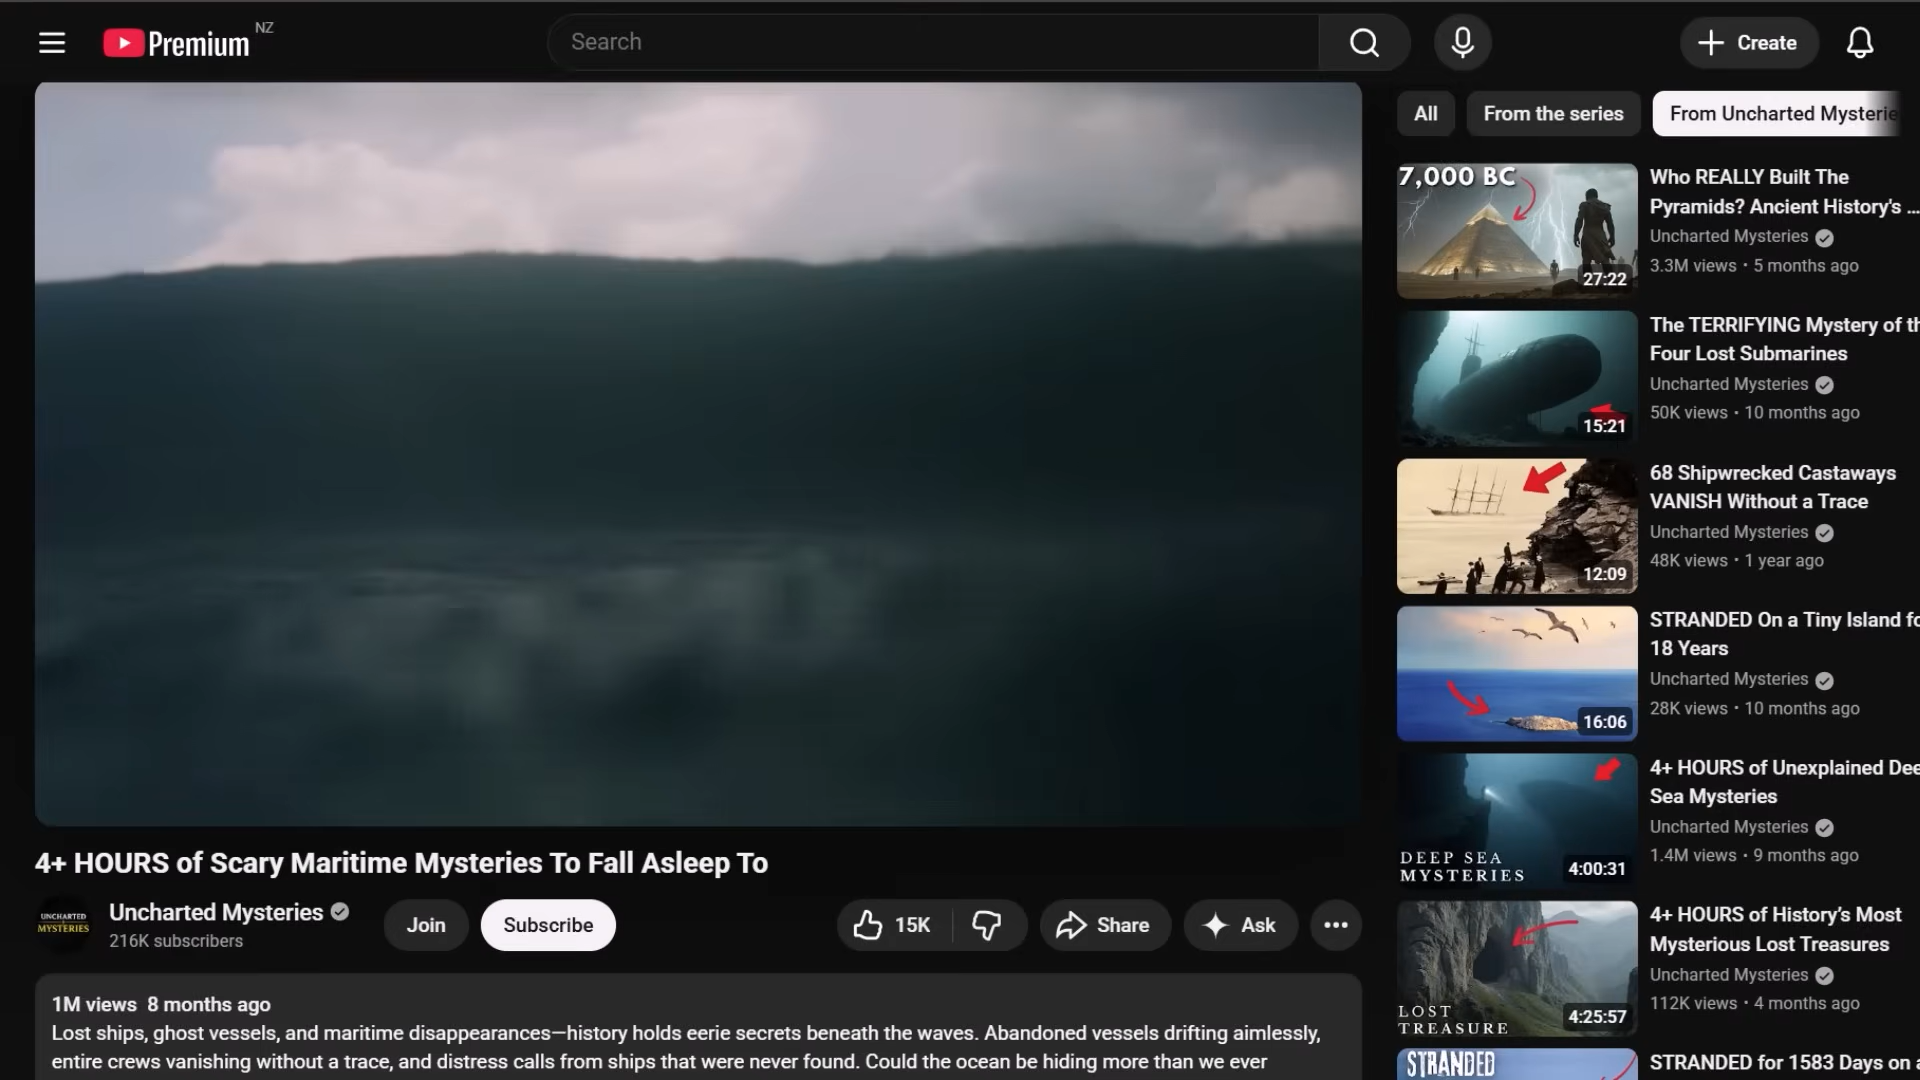 Premium NZ
Search
Create
All
From the series
From Uncharted Mysterie
7,000 BC
27:22
Who REALLY Built The
Pyramids? Ancient History's ...
Uncharted Mysteries
3.3M views • 5 months ago
15:21
The TERRIFYING Mystery of th
Four Lost Submarines
Uncharted Mysteries
50K views • 10 months ago
12:09
68 Shipwrecked Castaways
VANISH Without a Trace
Uncharted Mysteries
48K views • 1 year ago
16:06
STRANDED On a Tiny Island fo
18 Years
Uncharted Mysteries
28K views • 10 months ago
DEEP SEA
MYSTERIES
4:00:31
4+ HOURS of Unexplained Dee
Sea Mysteries
Uncharted Mysteries
1.4M views • 9 months ago
LOST
TREASURE
4:25:57
4+ HOURS of History’s Most
Mysterious Lost Treasures
Uncharted Mysteries
112K views • 4 months ago
STRANDED
STRANDED for 1583 Days on a
4+ HOURS of Scary Maritime Mysteries To Fall Asleep To
UNCHARTED
MYSTERIES
Uncharted Mysteries
216K subscribers
Join
Subscribe
15K
Share
Ask
1M views 8 months ago
Lost ships, ghost vessels, and maritime disappearances—history holds eerie secrets beneath the waves. Abandoned vessels drifting aimlessly,
entire crews vanishing without a trace, and distress calls from ships that were never found. Could the ocean be hiding more than we ever